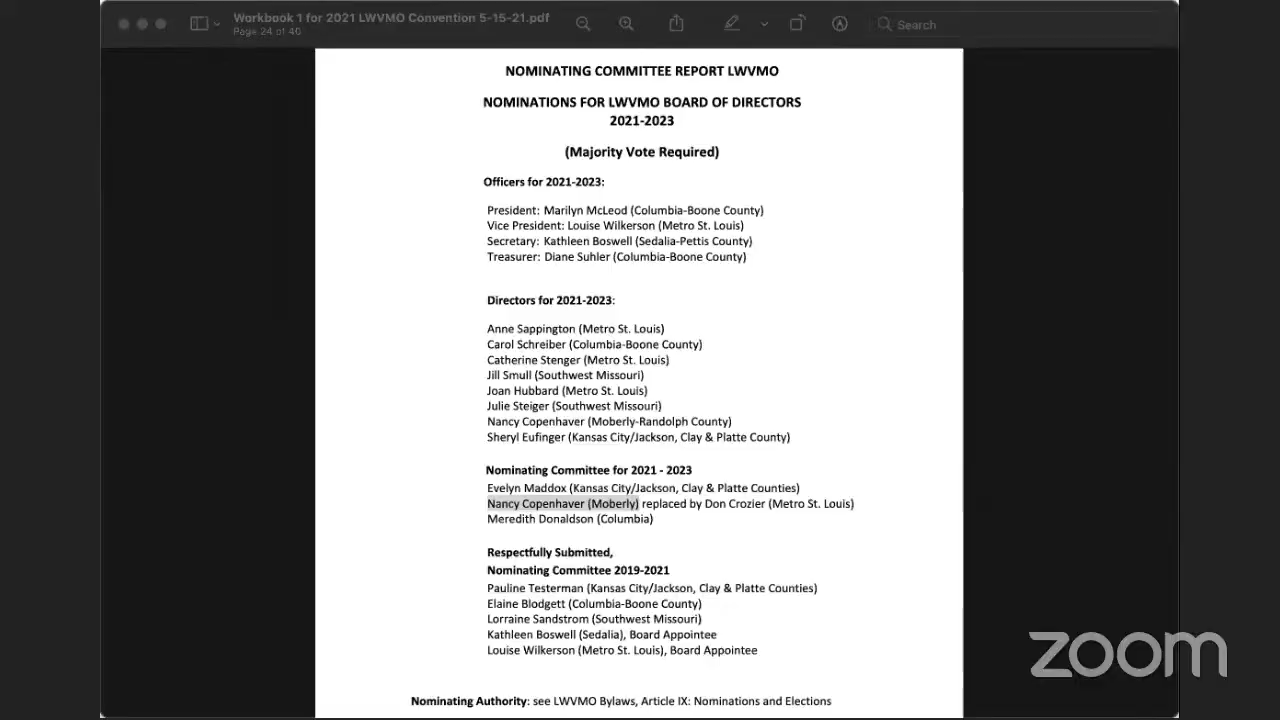 Workbook 1 for 2021 LWVMO Convention 5-15-21.pdf
Page 24 of 40
Search
NOMINATING COMMITTEE REPORT LWVMO
NOMINATIONS FOR LWVMO BOARD OF DIRECTORS
2021-2023
(Majority Vote Required)
Officers for 2021-2023:
President: Marilyn McLeod (Columbia-Boone County)
Vice President: Louise Wilkerson (Metro St. Louis)
Secretary: Kathleen Boswell (Sedalia-Pettis County)
Treasurer: Diane Suhler (Columbia-Boone County)
Directors for 2021-2023:
Anne Sappington (Metro St. Louis)
Carol Schreiber (Columbia-Boone County)
Catherine Stenger (Metro St. Louis)
Jill Smull (Southwest Missouri)
Joan Hubbard (Metro St. Louis)
Julie Steiger (Southwest Missouri)
Nancy Copenhaver (Moberly-Randolph County)
Sheryl Eufinger (Kansas City/Jackson, Clay & Platte County)
Nominating Committee for 2021 - 2023
Evelyn Maddox (Kansas City/Jackson, Clay & Platte Counties)
Nancy Copenhaver (Moberly) replaced by Don Crozier (Metro St. Louis)
Meredith Donaldson (Columbia)
Respectfully Submitted,
Nominating Committee 2019-2021
Pauline Testerman (Kansas City/Jackson, Clay & Platte Counties)
Elaine Blodgett (Columbia-Boone County)
Lorraine Sandstrom (Southwest Missouri)
Kathleen Boswell (Sedalia), Board Appointee
Louise Wilkerson (Metro St. Louis), Board Appointee
Nominating Authority: see LWVMO Bylaws, Article IX: Nominations and Elections
zoom